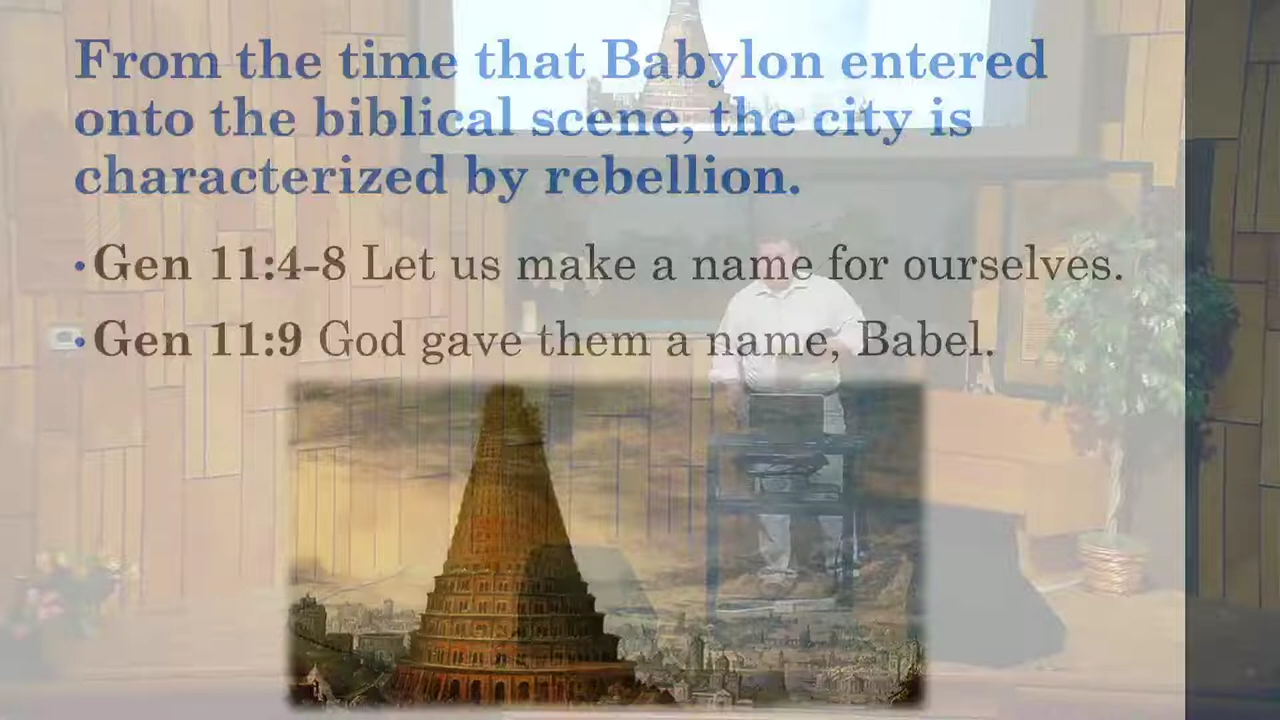 From the time that Babylon entered
onto the biblical scene, the city is
characterized by rebellion.
• Gen 11:4-8 Let us make a name for ourselves.
• Gen 11:9 God gave them a name, Babel.